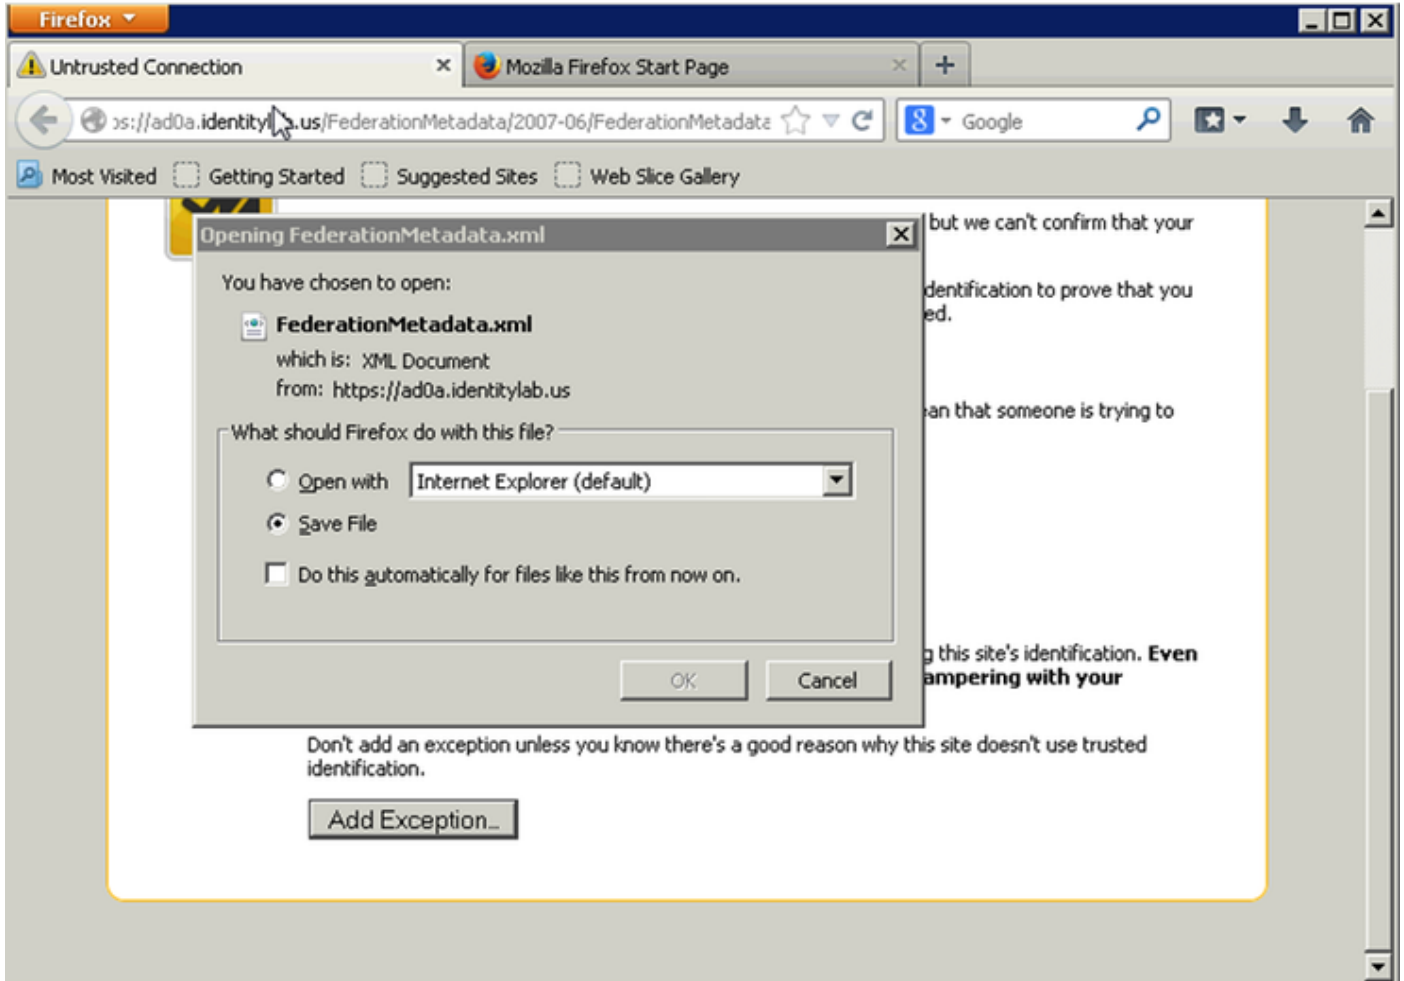 Firefox
Untrusted Connection
Mozilla Firefox Start Page
os://ad0a.identityl .us/FederationMetadata/2007-06/FederationMetadata
Google
Most Visited Getting Started Suggested Sites Web Slice Gallery
but we can't confirm that your
Opening FederationMetadata.xml
You have chosen to open:
dentification to prove that you
ed.
FederationMetadata.xml
which is: XML Document
from: https://ad0a.identitylab.us
an that someone is trying to
What should Firefox do with this file?
Open with Internet Explorer (default)
Save File
Do this automatically for files like this from now on.
g this site's identification. Even
ampering with your
OK Cancel
Don't add an exception unless you know there's a good reason why this site doesn't use trusted
identification.
Add Exception...